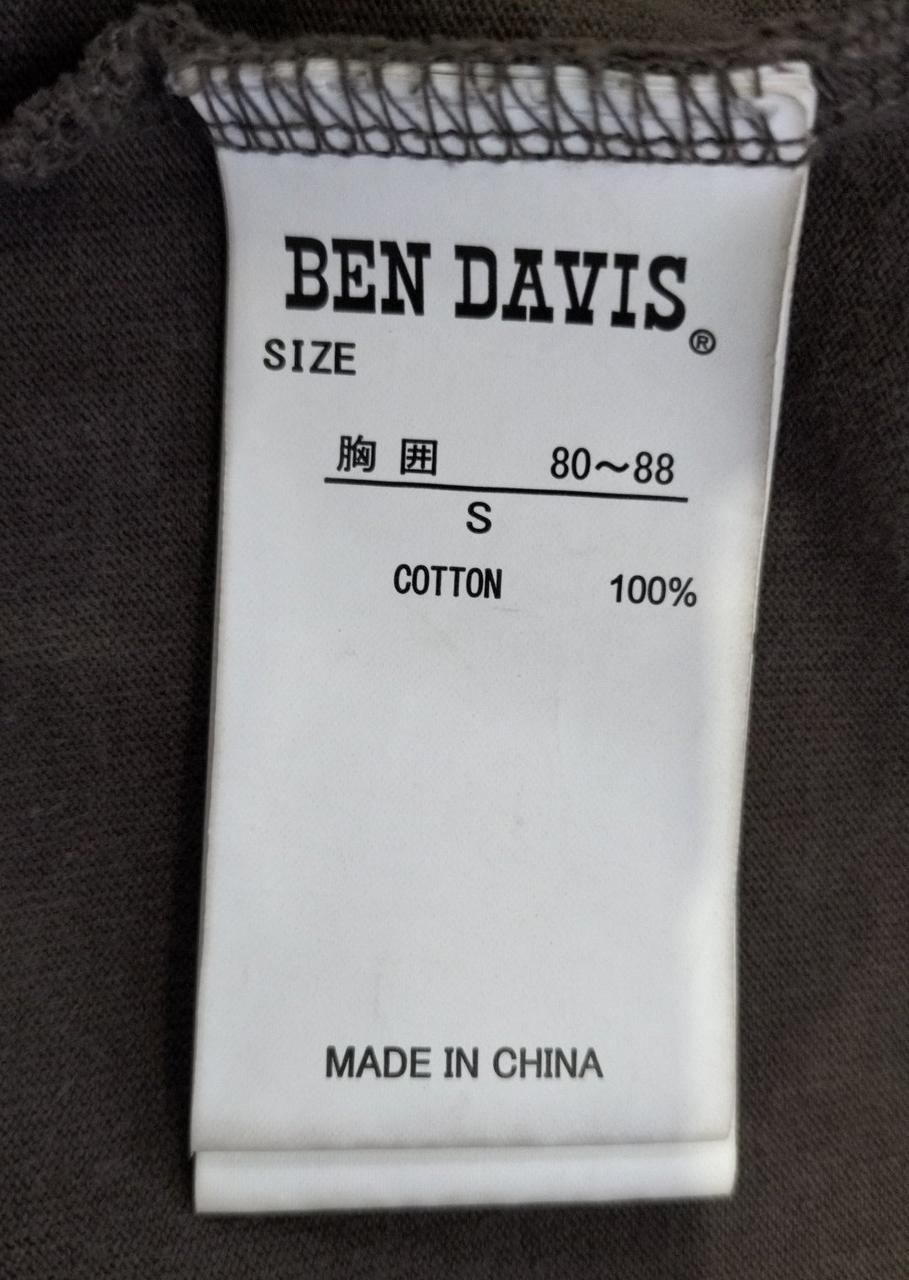 BEN DAVIS®
SIZE
胸 囲 80～88
S
COTTON 100%
MADE IN CHINA